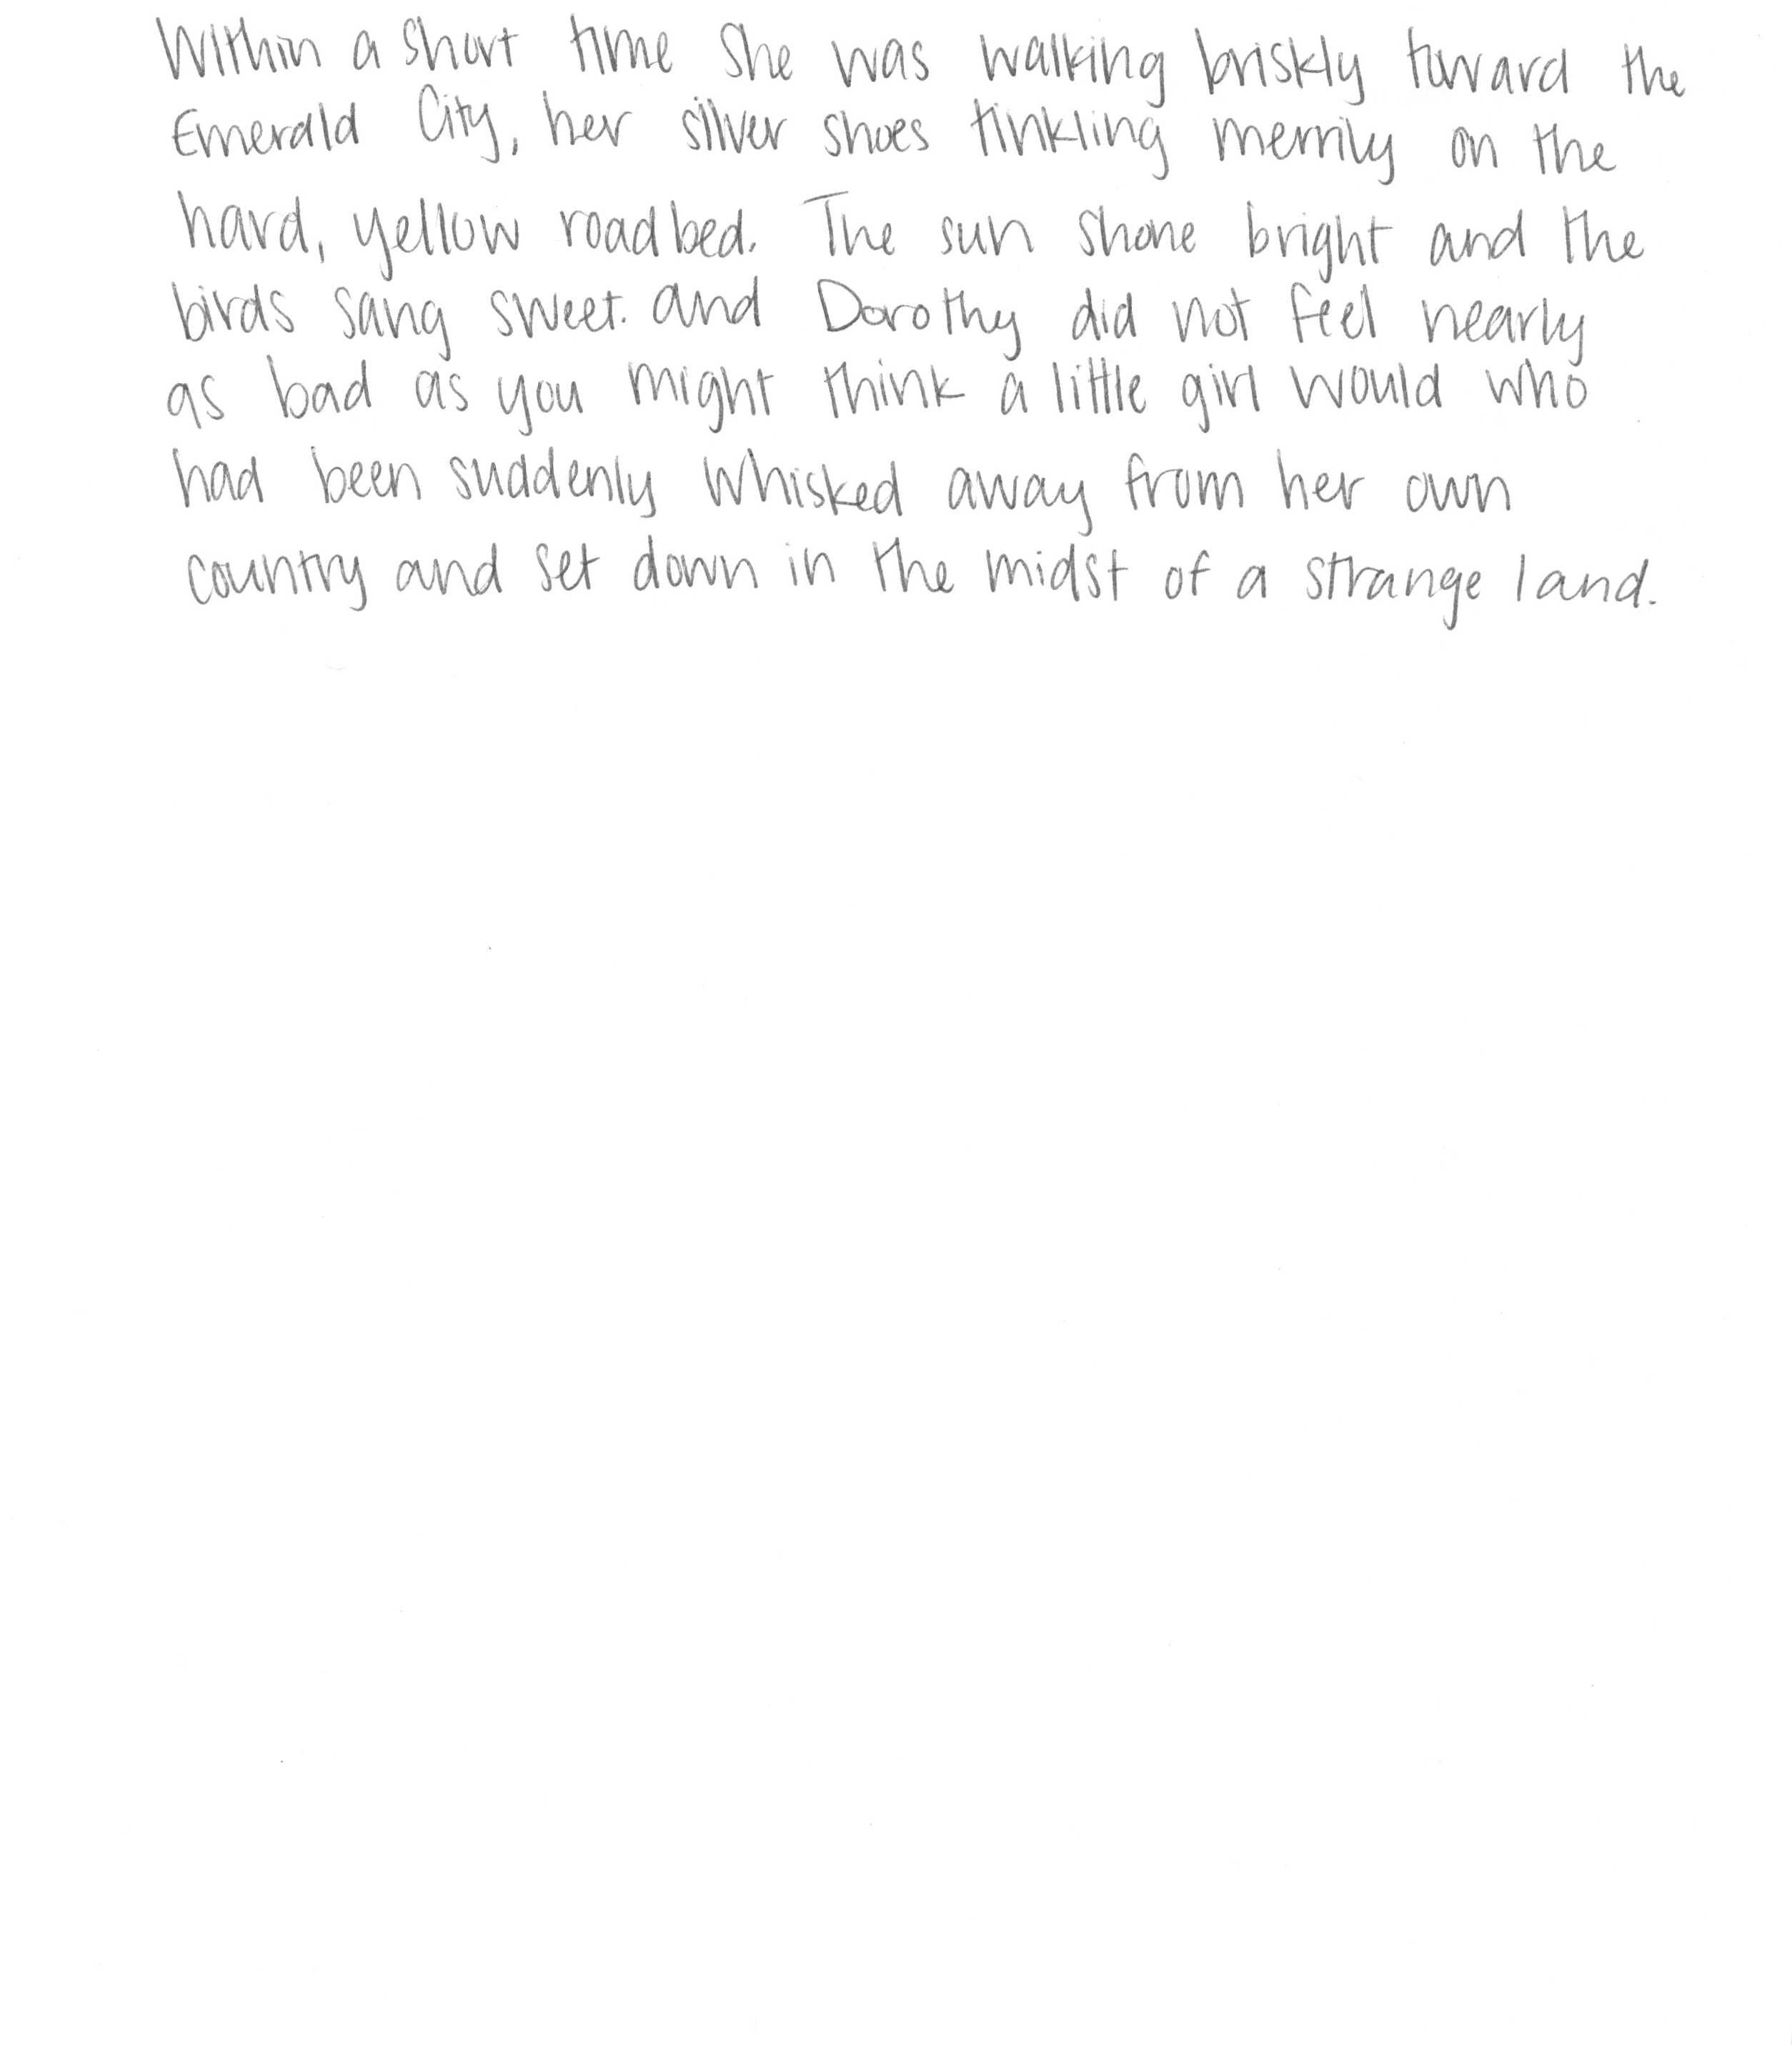 Within a short time she was walking briskly toward the
Emerald City, her silver shoes tinkling merrily on the
hard, yellow roadbed. The sun shone bright and the
birds sang sweet. and Dorothy did not feel nearly
as bad as you might think a little girl would who
had been suddenly whisked away from her own
country and set down in the midst of a strange land.